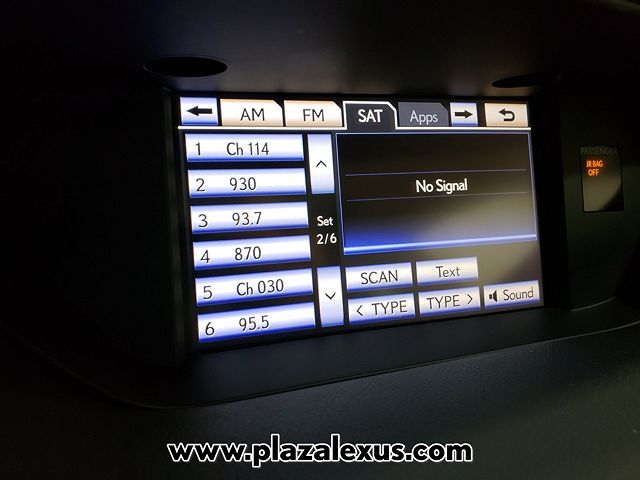 AM FM SAT Apps
1 Ch 114
2 930
3 93.7
4 870
5 Ch 030
6 95.5
Set
2/6
No Signal
SCAN Text
< TYPE TYPE > Sound
PASSENGER
AIR BAG
OFF
www.plazalexus.com